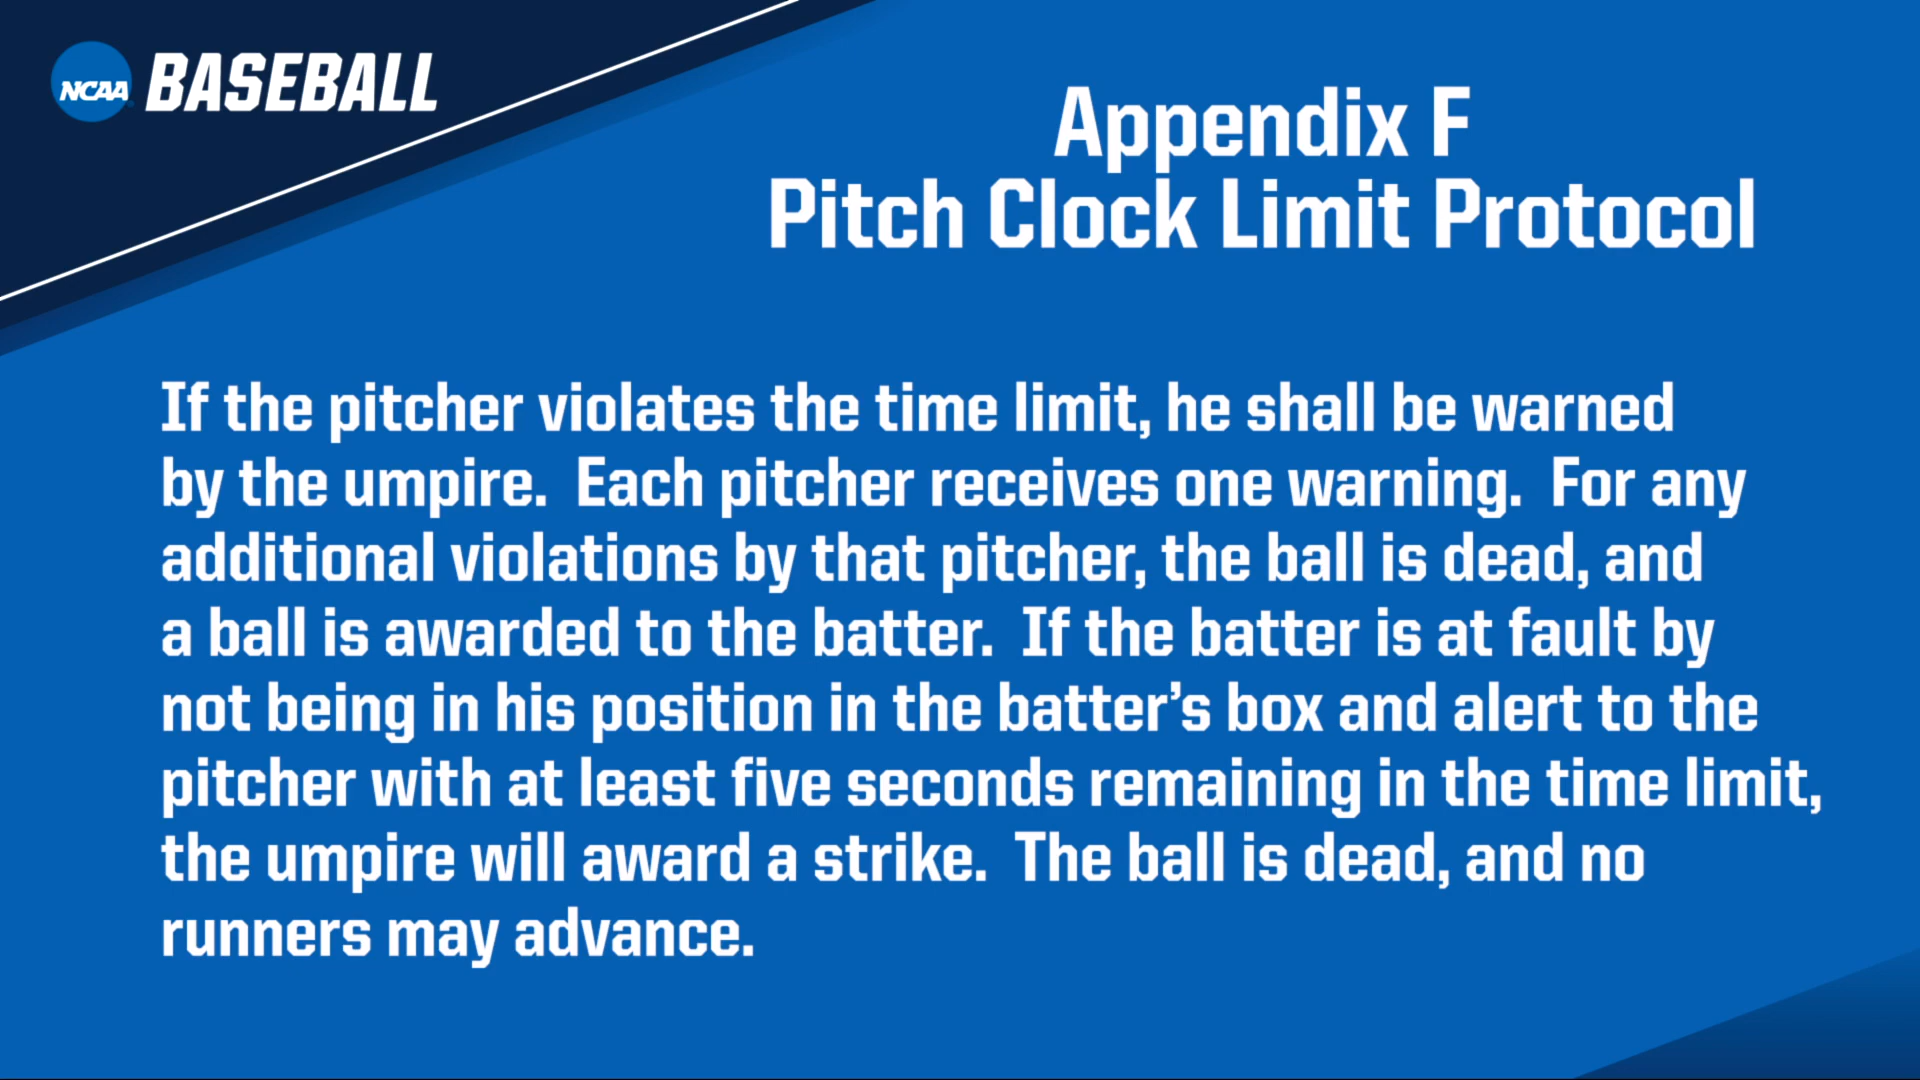 NCAA BASEBALL
Appendix F
Pitch Clock Limit Protocol
If the pitcher violates the time limit, he shall be warned
by the umpire.  Each pitcher receives one warning.  For any
additional violations by that pitcher, the ball is dead, and
a ball is awarded to the batter.  If the batter is at fault by
not being in his position in the batter’s box and alert to the
pitcher with at least five seconds remaining in the time limit,
the umpire will award a strike.  The ball is dead, and no
runners may advance.